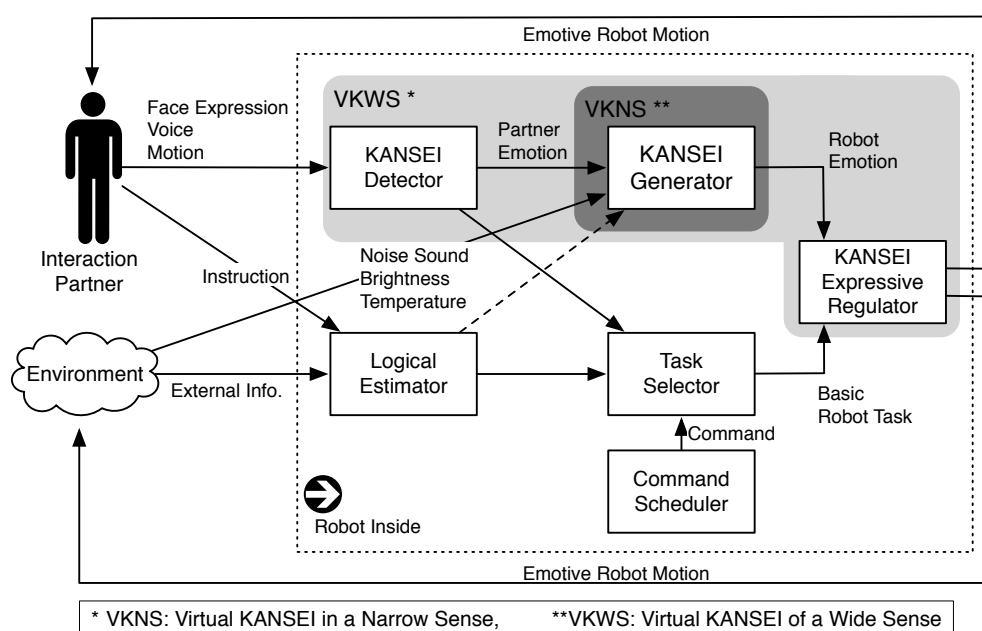 Emotive Robot Motion
VKWS *
VKNS **
Face Expression
Voice
Motion
KANSEI
Detector
Partner
Emotion
KANSEI
Generator
Robot
Emotion
Interaction
Partner
Instruction
Noise Sound
Brightness
Temperature
KANSEI
Expressive
Regulator
Environment
External Info.
Logical
Estimator
Task
Selector
Basic
Robot Task
Command
Command
Scheduler
Robot Inside
Emotive Robot Motion
* VKNS: Virtual KANSEI in a Narrow Sense, **VKWS: Virtual KANSEI of a Wide Sense